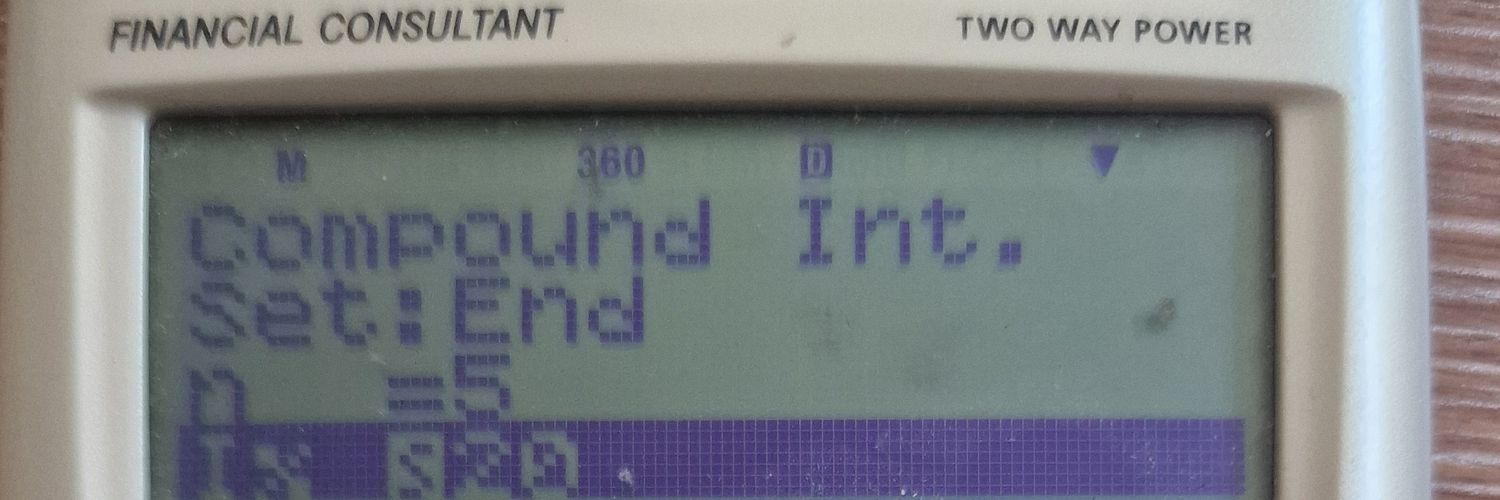 FINANCIAL CONSULTANT TWO WAY POWER
M 360 D ▼
Compound Int.
Set:End
n =5
I%